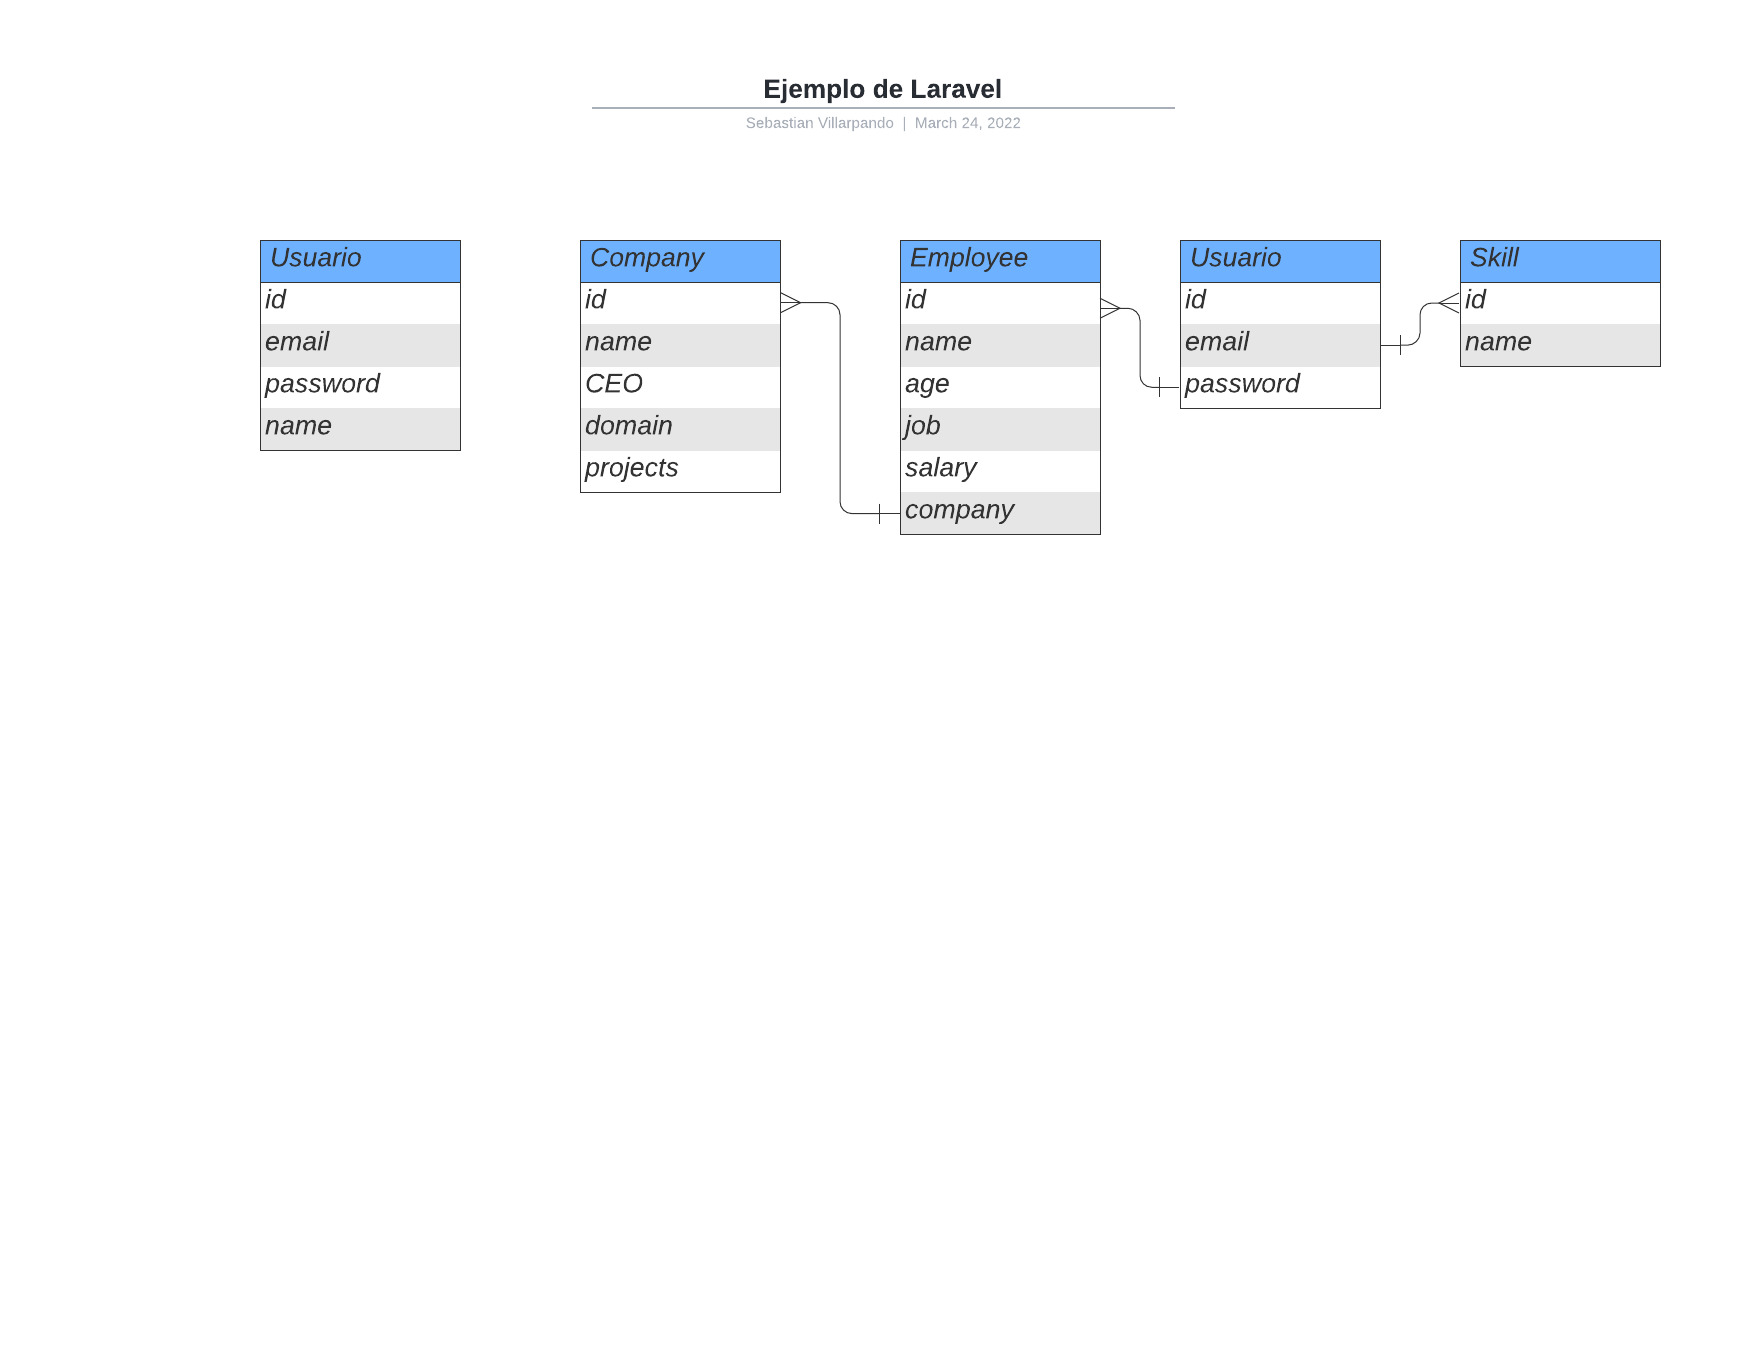 Ejemplo de Laravel
Sebastian Villarpando | March 24, 2022
Usuario
id
email
password
name
Company
id
name
CEO
domain
projects
Employee
id
name
age
job
salary
company
Usuario
id
email
password
Skill
id
name